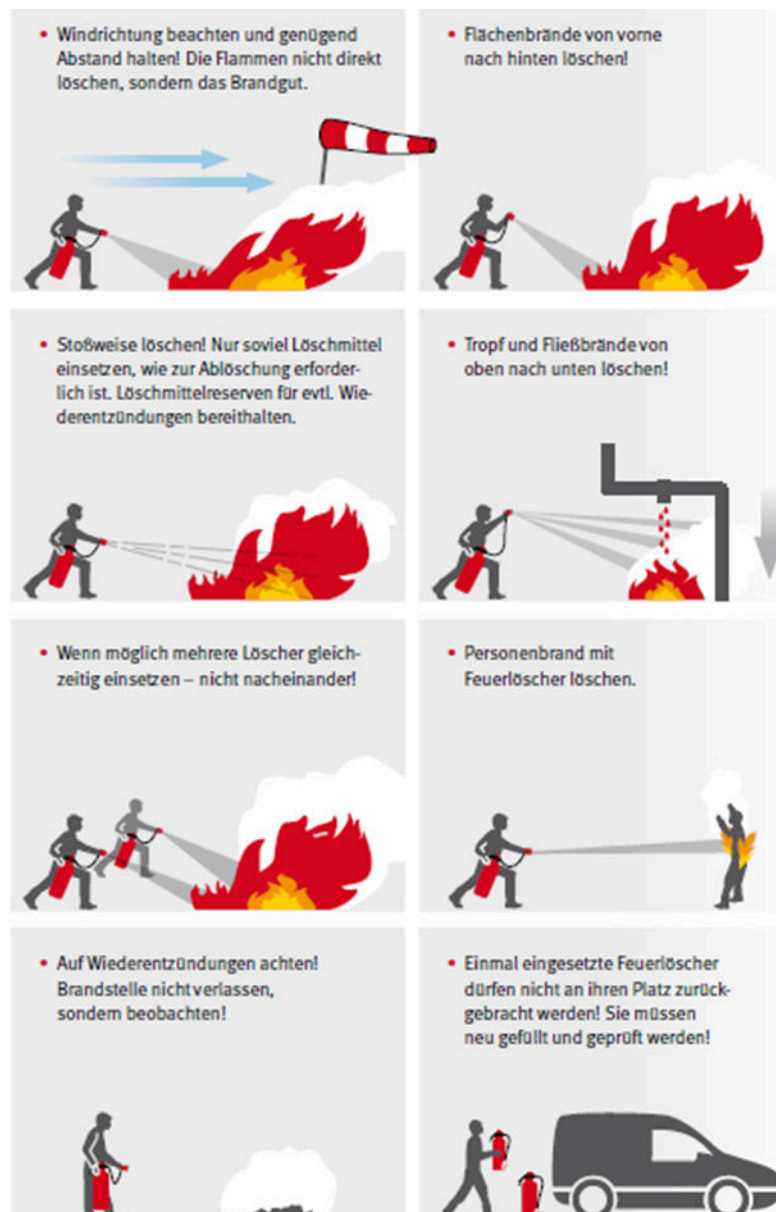 • Windrichtung beachten und genügend
Abstand halten! Die Flammen nicht direkt
löschen, sondern das Brandgut.
• Flächenbrände von vorne
nach hinten löschen!
• Stoßweise löschen! Nur soviel Löschmittel
einsetzen, wie zur Ablöschung erforder-
lich ist. Löschmittelreserven für evtl. Wie-
derentzündungen bereithalten.
• Tropf und Fließbrände von
oben nach unten löschen!
• Wenn möglich mehrere Löscher gleich-
zeitig einsetzen – nicht nacheinander!
• Personenbrand mit
Feuerlöscher löschen.
• Auf Wiederentzündungen achten!
Brandstelle nicht verlassen,
sondern beobachten!
• Einmal eingesetzte Feuerlöscher
dürfen nicht an ihren Platz zurück-
gebracht werden! Sie müssen
neu gefüllt und geprüft werden!